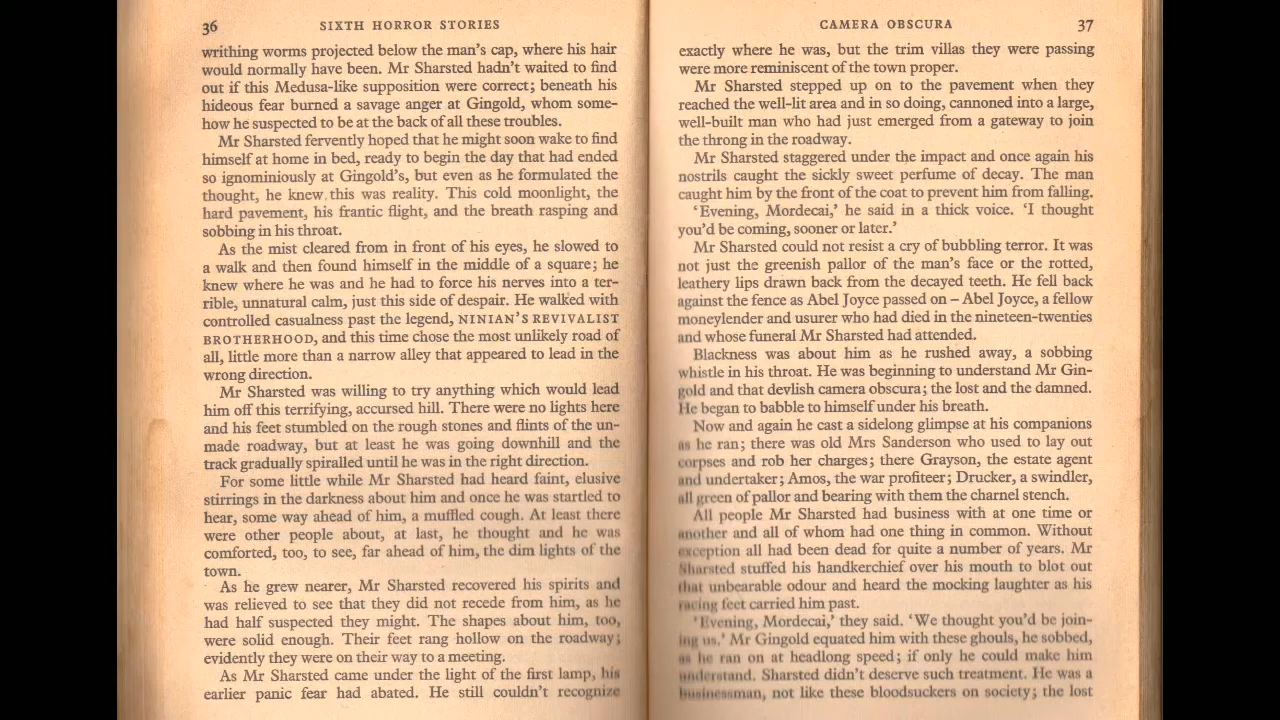 36 SIXTH HORROR STORIES
writhing worms projected below the man's cap, where his hair
would normally have been. Mr Sharsted hadn't waited to find
out if this Medusa-like supposition were correct; beneath his
hideous fear burned a savage anger at Gingold, whom some-
how he suspected to be at the back of all these troubles.
Mr Sharsted fervently hoped that he might soon wake to find
himself at home in bed, ready to begin the day that had ended
so ignominiously at Gingold's, but even as he formulated the
thought, he knew this was reality. This cold moonlight, the
hard pavement, his frantic flight, and the breath rasping and
sobbing in his throat.
As the mist cleared from in front of his eyes, he slowed to
a walk and then found himself in the middle of a square; he
knew where he was and he had to force his nerves into a ter-
rible, unnatural calm, just this side of despair. He walked with
controlled casualness past the legend, NINIAN'S REVIVALIST
BROTHERHOOD, and this time chose the most unlikely road of
all, little more than a narrow alley that appeared to lead in the
wrong direction.
Mr Sharsted was willing to try anything which would lead
him off this terrifying, accursed hill. There were no lights here
and his feet stumbled on the rough stones and flints of the un-
made roadway, but at least he was going downhill and the
track gradually spiralled until he was in the right direction.
For some little while Mr Sharsted had heard faint, elusive
stirrings in the darkness about him and once he was startled to
hear, some way ahead of him, a muffled cough. At least there
were other people about, at last, he thought and he was
comforted, too, to see, far ahead of him, the dim lights of the
town.
As he grew nearer, Mr Sharsted recovered his spirits and
was relieved to see that they did not recede from him, as he
had half suspected they might. The shapes about him, too,
were solid enough. Their feet rang hollow on the roadway;
evidently they were on their way to a meeting.
As Mr Sharsted came under the light of the first lamp, his
earlier panic fear had abated. He still couldn't recognize
CAMERA OBSCURA 37
exactly where he was, but the trim villas they were passing
were more reminiscent of the town proper.
Mr Sharsted stepped up on to the pavement when they
reached the well-lit area and in so doing, cannoned into a large,
well-built man who had just emerged from a gateway to join
the throng in the roadway.
Mr Sharsted staggered under the impact and once again his
nostrils caught the sickly sweet perfume of decay. The man
caught him by the front of the coat to prevent him from falling.
'Evening, Mordecai,' he said in a thick voice. 'I thought
you'd be coming, sooner or later.'
Mr Sharsted could not resist a cry of bubbling terror. It was
not just the greenish pallor of the man's face or the rotted,
leathery lips drawn back from the decayed teeth. He fell back
against the fence as Abel Joyce passed on – Abel Joyce, a fellow
moneylender and usurer who had died in the nineteen-twenties
and whose funeral Mr Sharsted had attended.
Blackness was about him as he rushed away, a sobbing
whistle in his throat. He was beginning to understand Mr Gin-
gold and that devlish camera obscura; the lost and the damned.
He began to babble to himself under his breath.
Now and again he cast a sidelong glimpse at his companions
as he ran; there was old Mrs Sanderson who used to lay out
corpses and rob her charges; there Grayson, the estate agent
and undertaker; Amos, the war profiteer; Drucker, a swindler,
all green of pallor and bearing with them the charnel stench.
All people Mr Sharsted had business with at one time or
another and all of whom had one thing in common. Without
exception all had been dead for quite a number of years. Mr
Sharsted stuffed his handkerchief over his mouth to blot out
that unbearable odour and heard the mocking laughter as his
racing feet carried him past.
'Evening, Mordecai,' they said. 'We thought you'd be join-
ing us.' Mr Gingold equated him with these ghouls, he sobbed,
as he ran on at headlong speed; if only he could make him
understand. Sharsted didn't deserve such treatment. He was a
businessman, not like these bloodsuckers on society; the lost